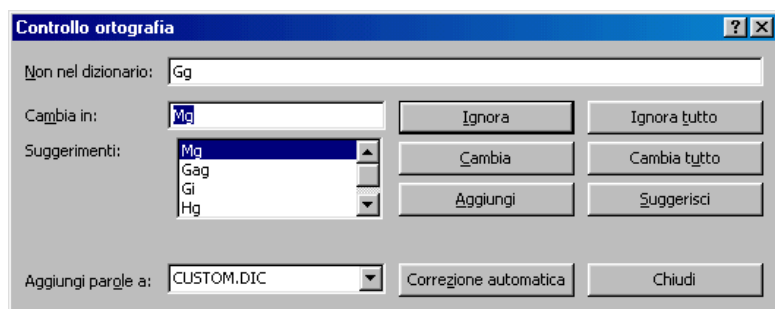 Controllo ortografia
Non nel dizionario: Gg
Cambia in: Mg Ignora Ignora tutto
Suggerimenti: Mg Cambia Cambia tutto
Gag
Gi Aggiungi Suggerisci
Hg
Aggiungi parole a: CUSTOM.DIC Correzione automatica Chiudi